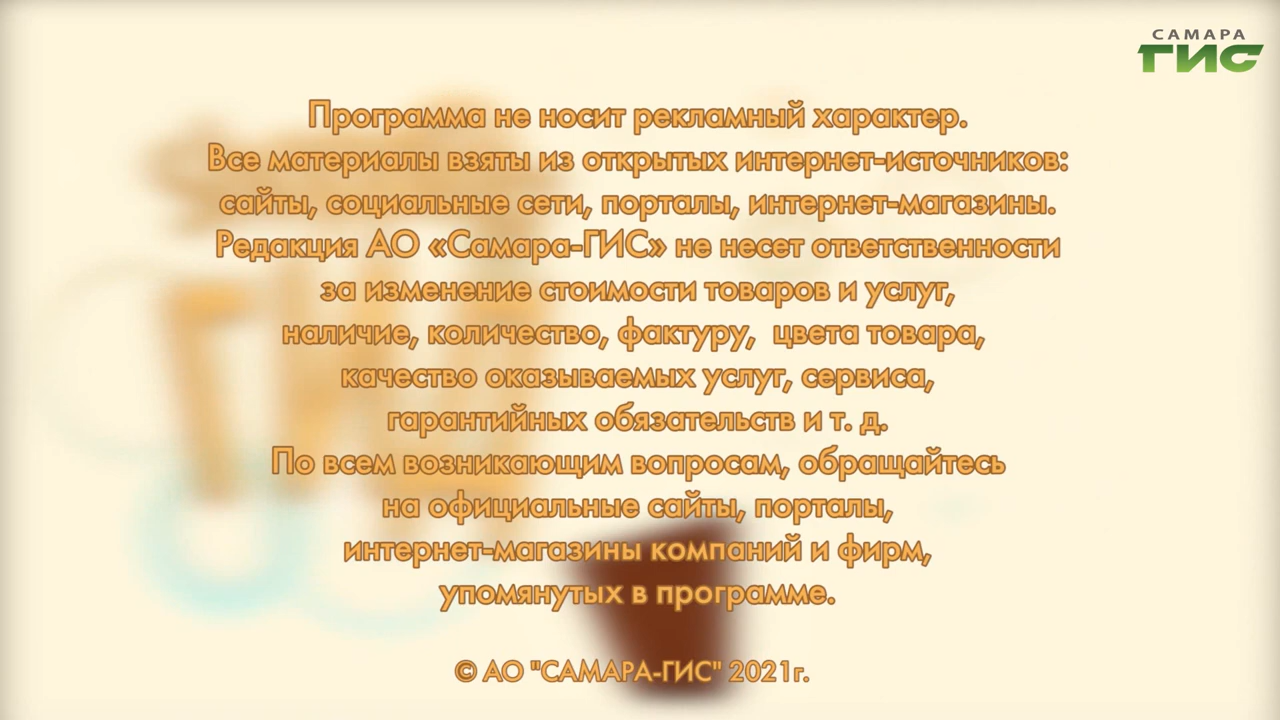 САМАРА
ГИС
Программа не носит рекламный характер.
Все материалы взяты из открытых интернет-источников:
сайты, социальные сети, порталы, интернет-магазины.
Редакция АО «Самара-ГИС» не несет ответственности
за изменение стоимости товаров и услуг,
наличие, количество, фактуру, цвета товара,
качество оказываемых услуг, сервиса,
гарантийных обязательств и т. д.
По всем возникающим вопросам, обращайтесь
на официальные сайты, порталы,
интернет-магазины компаний и фирм,
упомянутых в программе.
© АО "САМАРА-ГИС" 2021г.